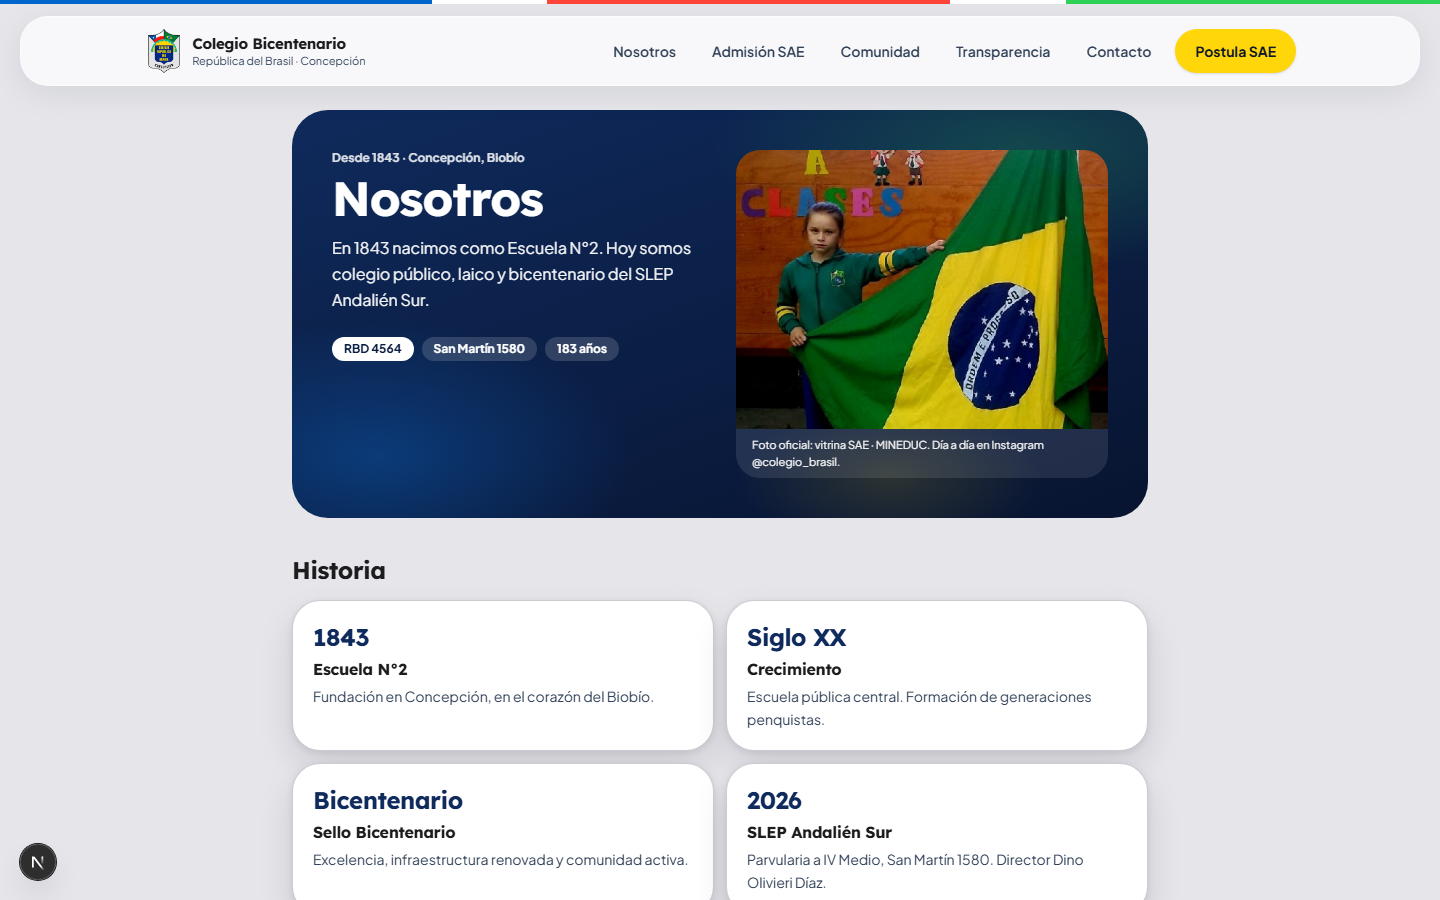 Colegio Bicentenario
República del Brasil · Concepción
Nosotros
Admisión SAE
Comunidad
Transparencia
Contacto
Postula SAE
Desde 1843 · Concepción, Biobío
Nosotros
En 1843 nacimos como Escuela N°2. Hoy somos
colegio público, laico y bicentenario del SLEP
Andalién Sur.
RBD 4564
San Martín 1580
183 años
A
CLASES
ORDEM E PROGRESSO
Foto oficial: vitrina SAE · MINEDUC. Día a día en Instagram
@colegio_brasil.
Historia
1843
Escuela N°2
Fundación en Concepción, en el corazón del Biobío.
Siglo XX
Crecimiento
Escuela pública central. Formación de generaciones
penquistas.
Bicentenario
Sello Bicentenario
Excelencia, infraestructura renovada y comunidad activa.
2026
SLEP Andalién Sur
Parvularia a IV Medio, San Martín 1580. Director Dino
Olivieri Díaz.
N